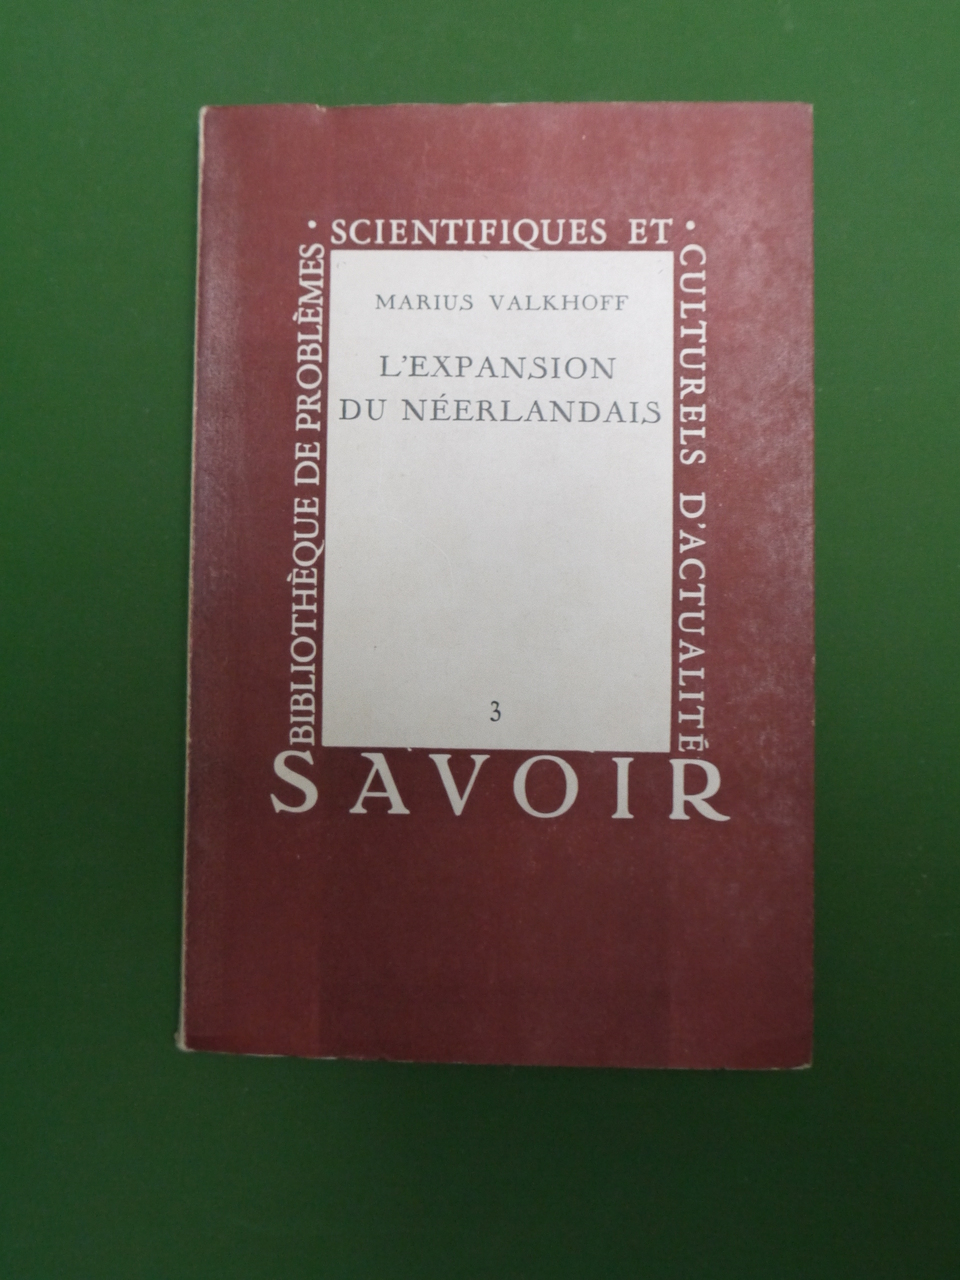 BIBLIOTHÈQUE DE PROBLÈMES ·
SCIENTIFIQUES ET ·
CULTURELS D'ACTUALITÉ
MARIUS VALKHOFF
L'EXPANSION
DU NÉERLANDAIS
3
SAVOIR